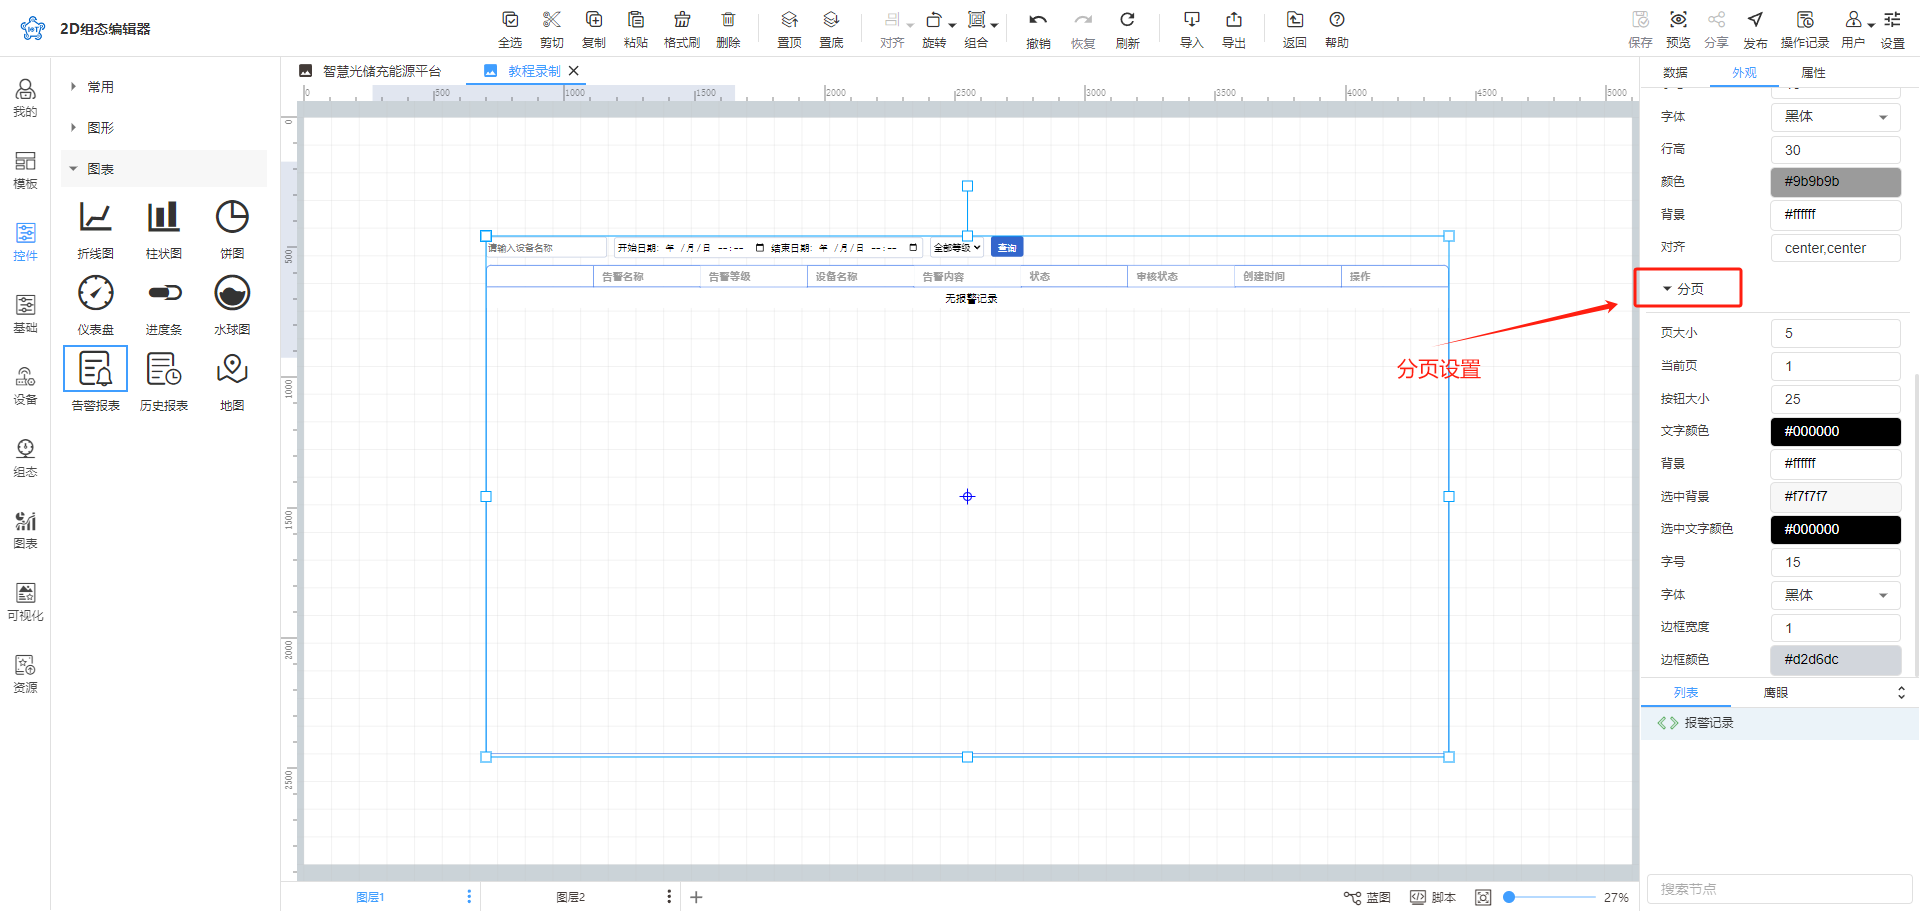 2D组态编辑器
全选 剪切 复制 粘贴 格式刷 删除 置顶 置底 对齐 旋转 组合 撤销 恢复 刷新 导入 导出 返回 帮助
保存 预览 分享 发布 操作记录 用户 设置
我的
模板
控件
基础
设备
组态
图表
可视化
资源
常用
图形
图表
折线图 柱状图 饼图
仪表盘 进度条 水球图
告警报表 历史报表 地图
智慧光储充能源平台 教程录制
0 500 1000 1500 2000 2500 3000 3500 4000 4500 5000
0
500
1000
1500
2000
2500
请输入设备名称 开始日期: 年 /月/日 --:-- 结束日期: 年 /月/日 --:-- 全部等级 查询
告警名称 告警等级 设备名称 告警内容 状态 审核状态 创建时间 操作
无报警记录
分页设置
数据 外观 属性
字体 黑体
行高 30
颜色 #9b9b9b
背景 #ffffff
对齐 center,center
分页
页大小 5
当前页 1
按钮大小 25
文字颜色 #000000
背景 #ffffff
选中背景 #f7f7f7
选中文字颜色 #000000
字号 15
字体 黑体
边框宽度 1
边框颜色 #d2d6dc
列表 鹰眼
报警记录
搜索节点
图层1 图层2
蓝图 脚本 27%